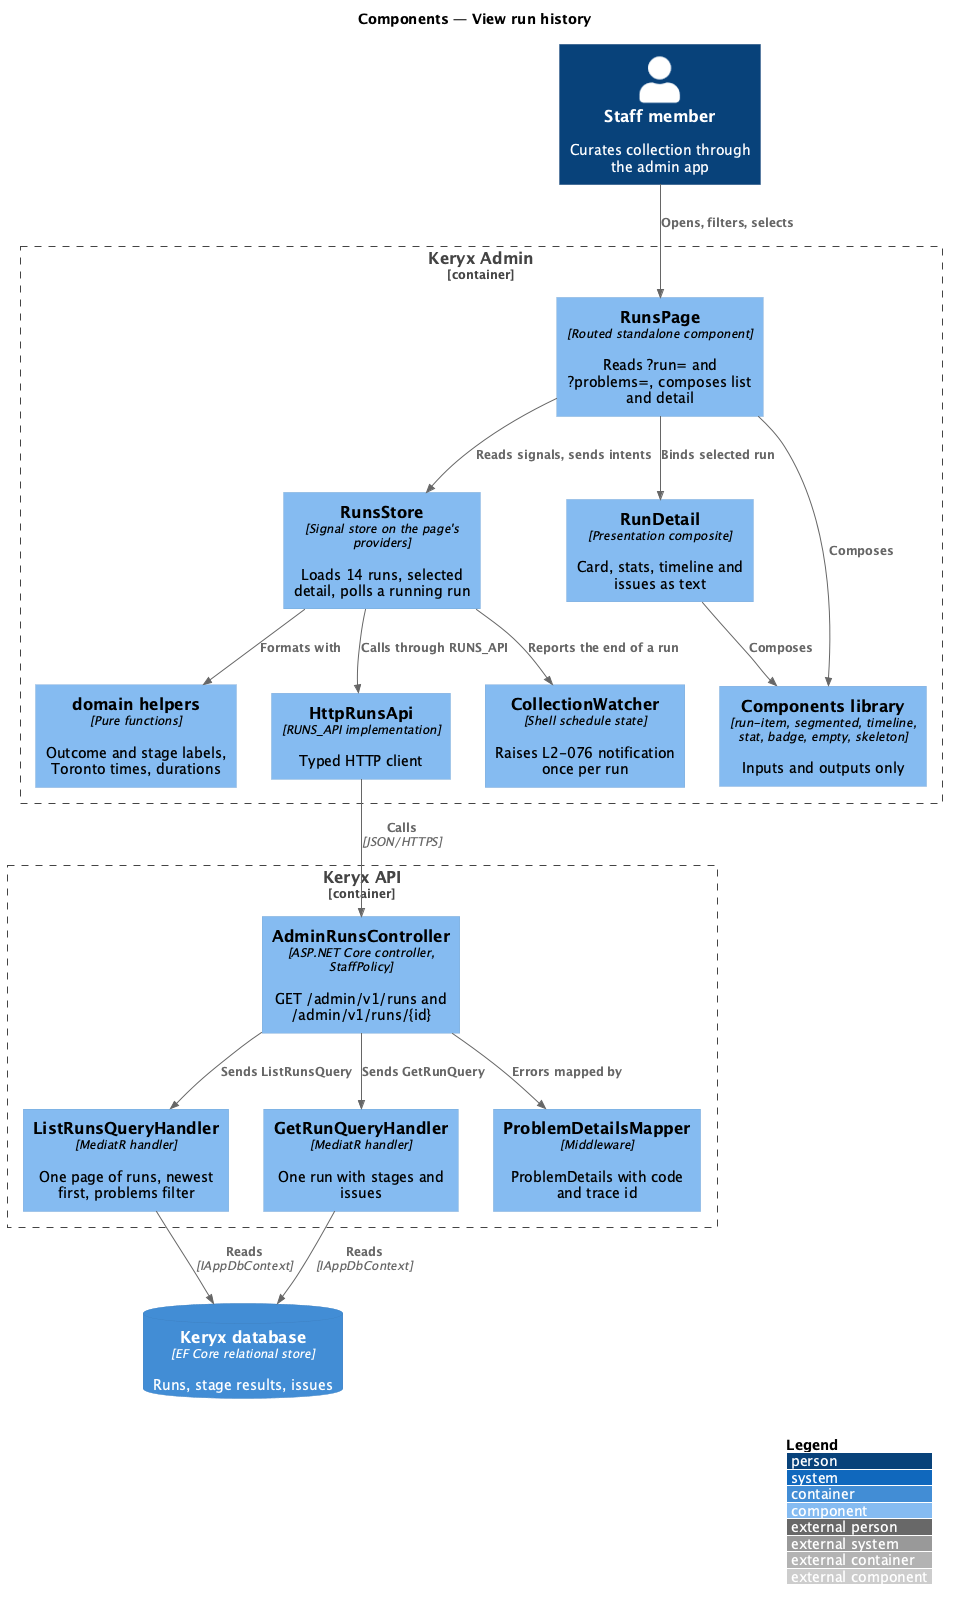 Components — View run history
Staff member
Curates collection through
the admin app
Opens, filters, selects
Keryx Admin
[container]
RunsPage
[Routed standalone component]
Reads ?run= and
?problems=, composes list
and detail
Reads signals, sends intents
Binds selected run
Composes
RunsStore
[Signal store on the page's
providers]
Loads 14 runs, selected
detail, polls a running run
RunDetail
[Presentation composite]
Card, stats, timeline and
issues as text
Formats with
Calls through RUNS_API
Reports the end of a run
Composes
domain helpers
[Pure functions]
Outcome and stage labels,
Toronto times, durations
HttpRunsApi
[RUNS_API implementation]
Typed HTTP client
CollectionWatcher
[Shell schedule state]
Raises L2-076 notification
once per run
Components library
[run-item, segmented, timeline,
stat, badge, empty, skeleton]
Inputs and outputs only
Calls
[JSON/HTTPS]
Keryx API
[container]
AdminRunsController
[ASP.NET Core controller,
StaffPolicy]
GET /admin/v1/runs and
/admin/v1/runs/{id}
Sends ListRunsQuery
Sends GetRunQuery
Errors mapped by
ListRunsQueryHandler
[MediatR handler]
One page of runs, newest
first, problems filter
GetRunQueryHandler
[MediatR handler]
One run with stages and
issues
ProblemDetailsMapper
[Middleware]
ProblemDetails with code
and trace id
Reads
[IAppDbContext]
Reads
[IAppDbContext]
Keryx database
[EF Core relational store]
Runs, stage results, issues
Legend
person
system
container
component
external person
external system
external container
external component